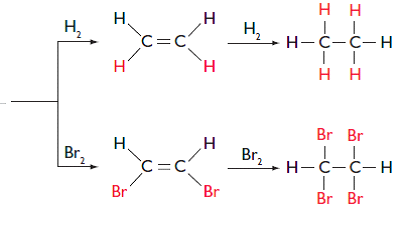 H H H H
H₂ H₂
C = C H – C – C – H
H H H H
H H Br Br
Br₂ Br₂
C = C H – C – C – H
Br Br Br Br